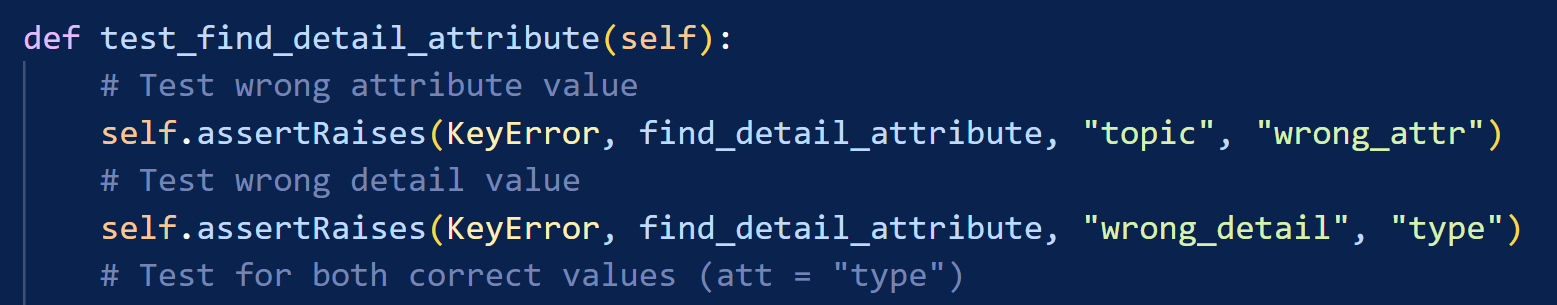 def test_find_detail_attribute(self):
    # Test wrong attribute value
    self.assertRaises(KeyError, find_detail_attribute, "topic", "wrong_attr")
    # Test wrong detail value
    self.assertRaises(KeyError, find_detail_attribute, "wrong_detail", "type")
    # Test for both correct values (att = "type")